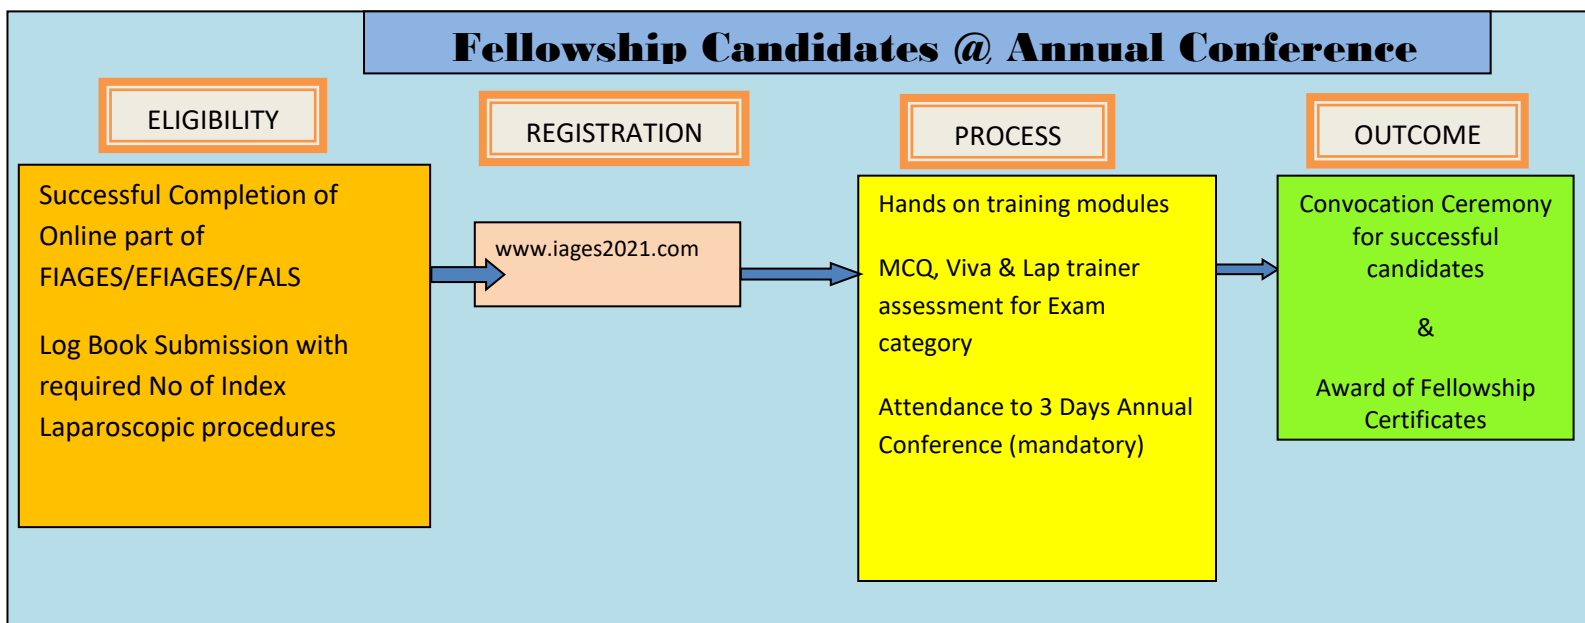 Fellowship Candidates @ Annual Conference
ELIGIBILITY
Successful Completion of
Online part of
FIAGES/EFIAGES/FALS
Log Book Submission with
required No of Index
Laparoscopic procedures
REGISTRATION
www.iages2021.com
PROCESS
Hands on training modules
MCQ, Viva & Lap trainer
assessment for Exam
category
Attendance to 3 Days Annual
Conference (mandatory)
OUTCOME
Convocation Ceremony
for successful
candidates
&
Award of Fellowship
Certificates